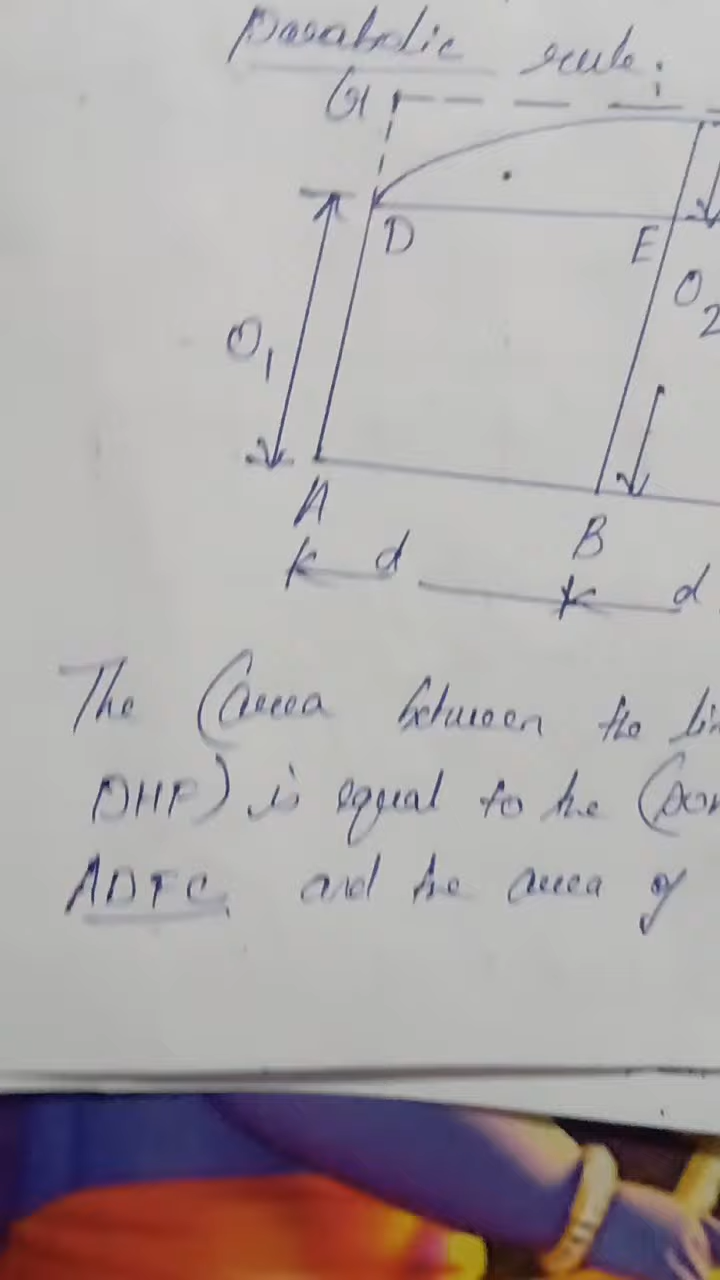 Parabolic rule:
G
D
E
O1
O2
A
B
d
d
The (area between the
DHF) is equal to the
ADFC, and the area of